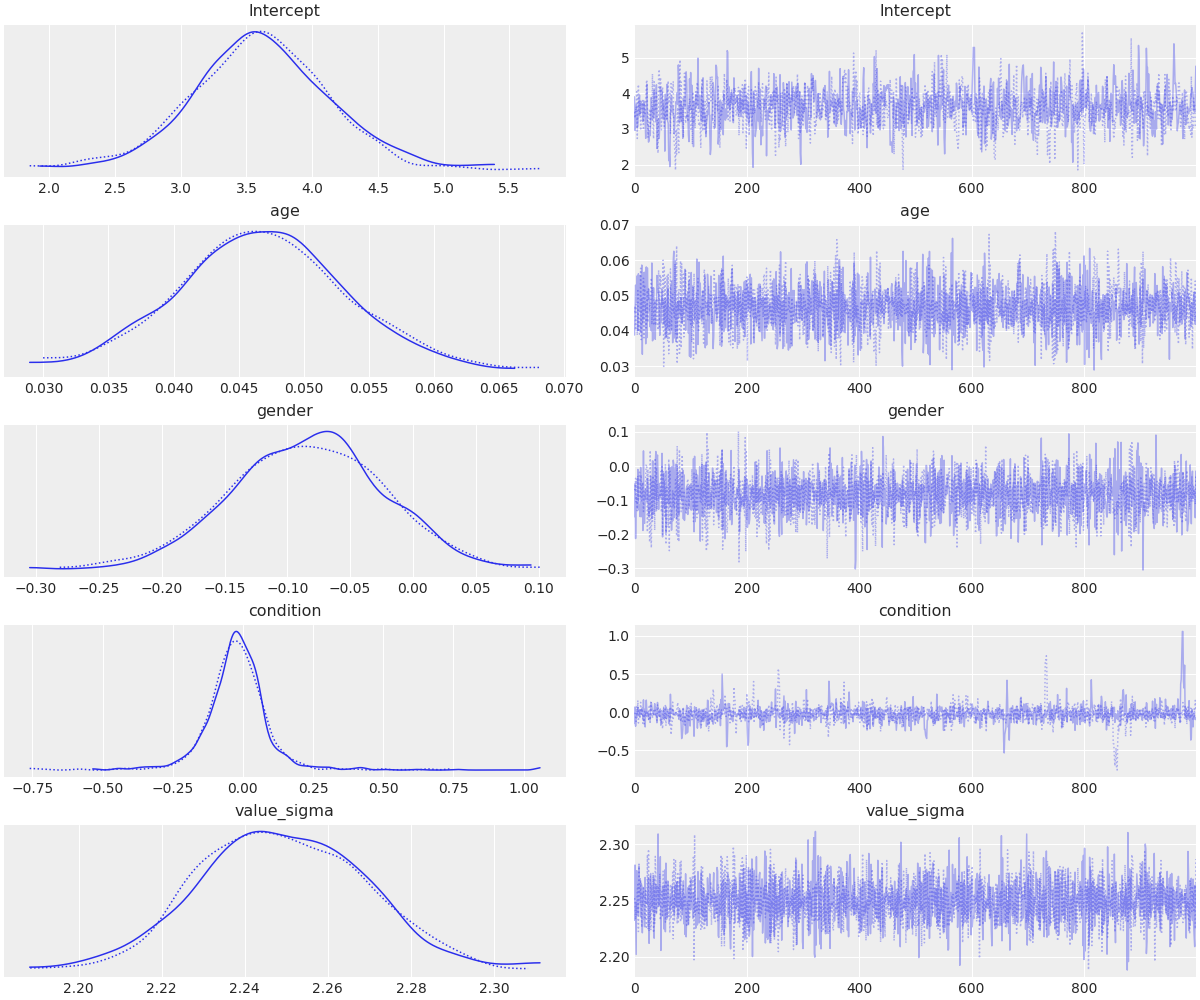 Intercept
Intercept
2.0 2.5 3.0 3.5 4.0 4.5 5.0 5.5
5
4
3
2
0 200 400 600 800
age
age
0.030 0.035 0.040 0.045 0.050 0.055 0.060 0.065 0.070
0.07
0.06
0.05
0.04
0.03
0 200 400 600 800
gender
gender
−0.30 −0.25 −0.20 −0.15 −0.10 −0.05 0.00 0.05 0.10
0.1
0.0
−0.1
−0.2
−0.3
0 200 400 600 800
condition
condition
−0.75 −0.50 −0.25 0.00 0.25 0.50 0.75 1.00
1.0
0.5
0.0
−0.5
0 200 400 600 800
value_sigma
value_sigma
2.20 2.22 2.24 2.26 2.28 2.30
2.30
2.25
2.20
0 200 400 600 800